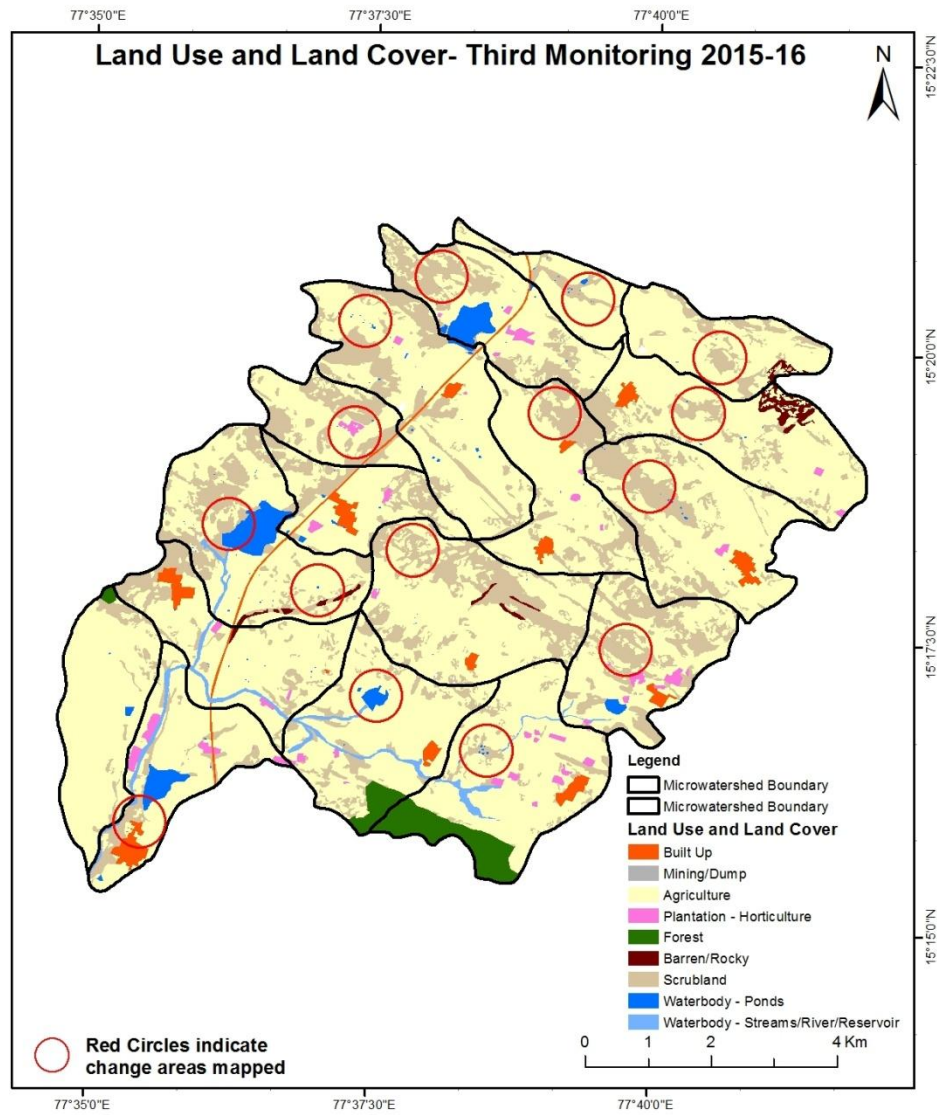 77°35'0"E 77°37'30"E 77°40'0"E
Land Use and Land Cover- Third Monitoring 2015-16
N
15°22'30"N
15°20'0"N
15°17'30"N
15°15'0"N
Legend
Microwatershed Boundary
Microwatershed Boundary
Land Use and Land Cover
Built Up
Mining/Dump
Agriculture
Plantation - Horticulture
Forest
Barren/Rocky
Scrubland
Waterbody - Ponds
Waterbody - Streams/River/Reservoir
Red Circles indicate
change areas mapped
0 1 2 4 Km
77°35'0"E 77°37'30"E 77°40'0"E